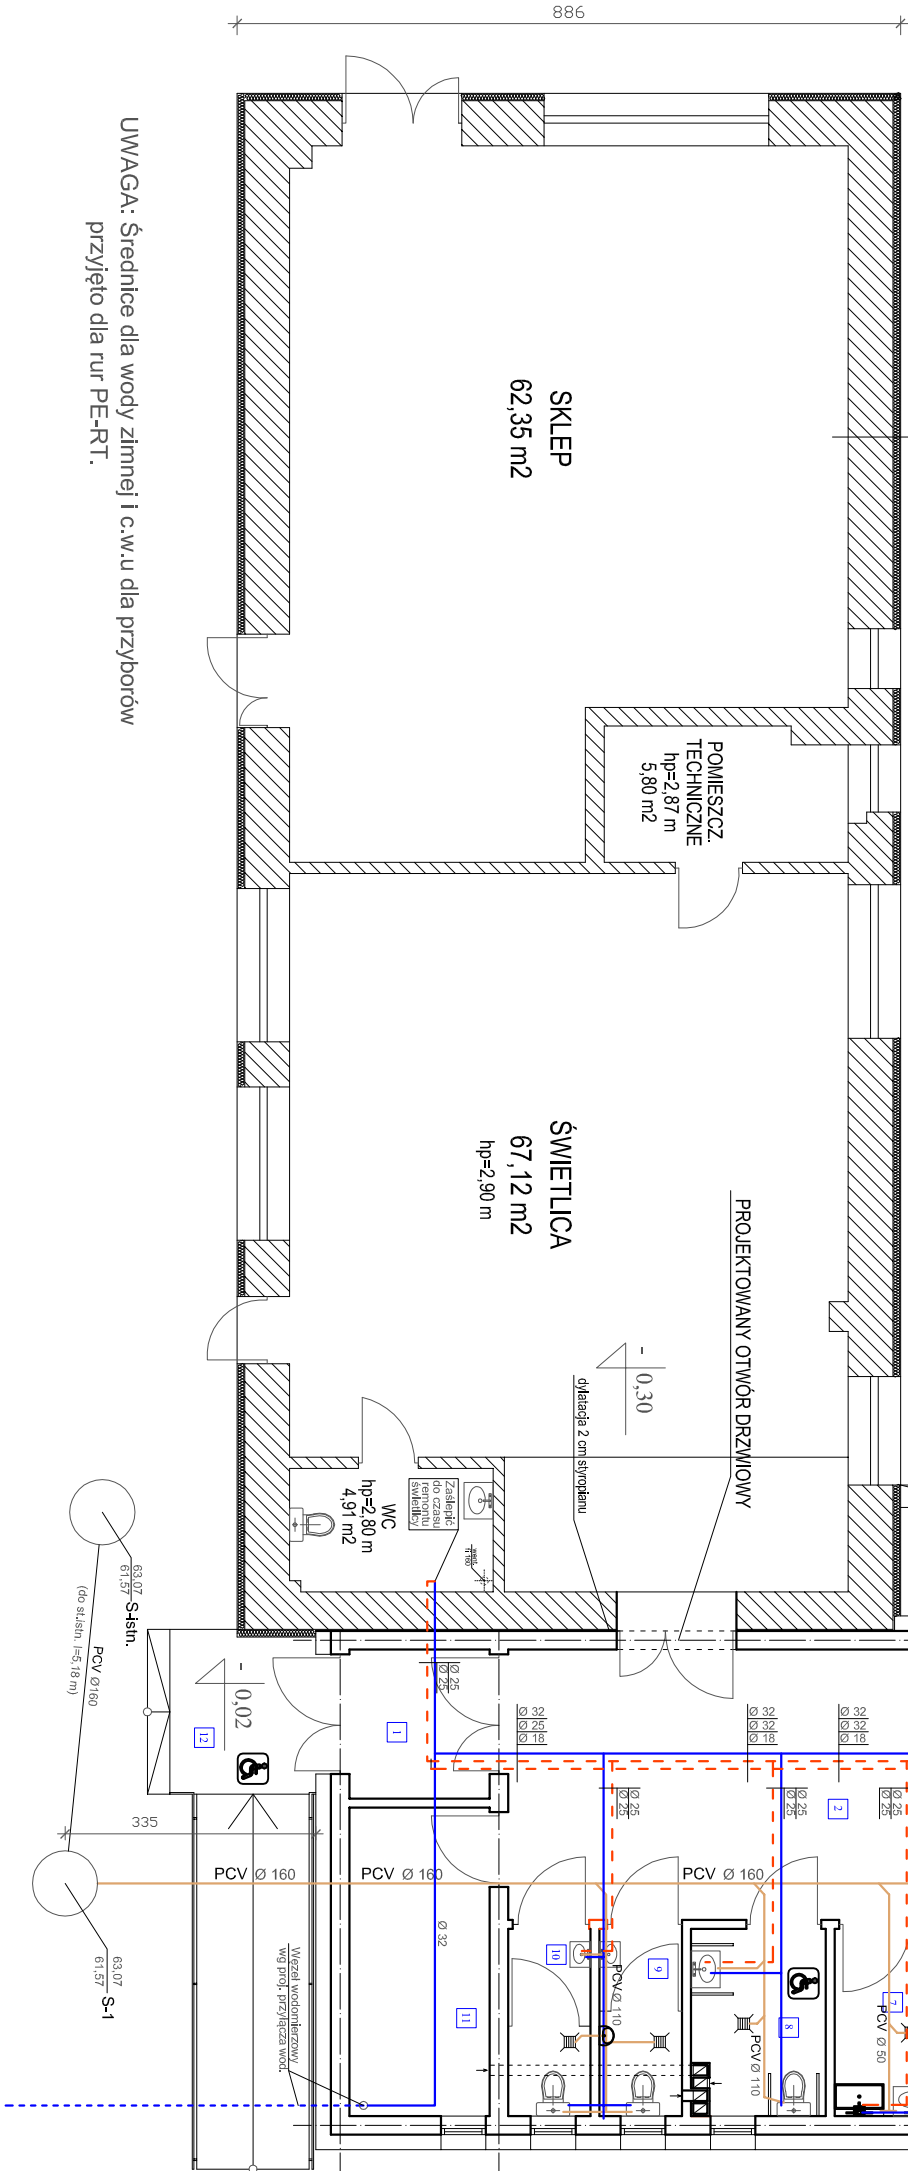 886
UWAGA: Średnice dla wody zimnej i c.w.u dla przyborów
przyjęto dla rur PE-RT.
SKLEP
62,35 m2
POMIESZCZ.
TECHNICZNE
hp=2,87 m
5,80 m2
ŚWIETLICA
67,12 m2
hp=2,90 m
PROJEKTOWANY OTWÓR DRZWIOWY
-
0,30
dylatacja 2 cm styropianu
WC
hp=2,80 m
4,91 m2
Zaślepić
do czasu
remontu
świetlicy
went.
fi 160
63,07
61,57
S-istn.
PCV Ø160
(do st.istn. l=5,18 m)
-
0,02
12
1
Ø 25
Ø 25
Ø 32
Ø 25
Ø 18
Ø 32
Ø 32
Ø 18
Ø 32
Ø 32
Ø 18
Ø 25
Ø 25
Ø 25
Ø 25
Ø 25
Ø 25
2
335
PCV Ø 160
PCV Ø 160
PCV Ø 160
Ø 32
63,07
61,57
S-1
Węzeł wodomierzowy
wg proj. przyłącza wod.
11
10
9
PCV Ø 110
8
PCV Ø 110
7
PCV Ø 50